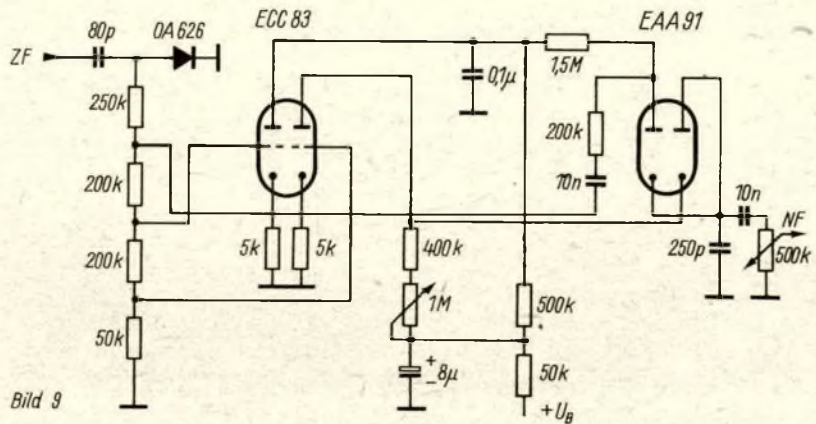 ZF
80p
OA 626
ECC 83
EAA 91
250k
200k
200k
50k
5k
5k
0,1µ
1,5M
200k
10n
400k
1M
+
-
8µ
500k
50k
+UB
10n
250p
NF
500k
Bild 9